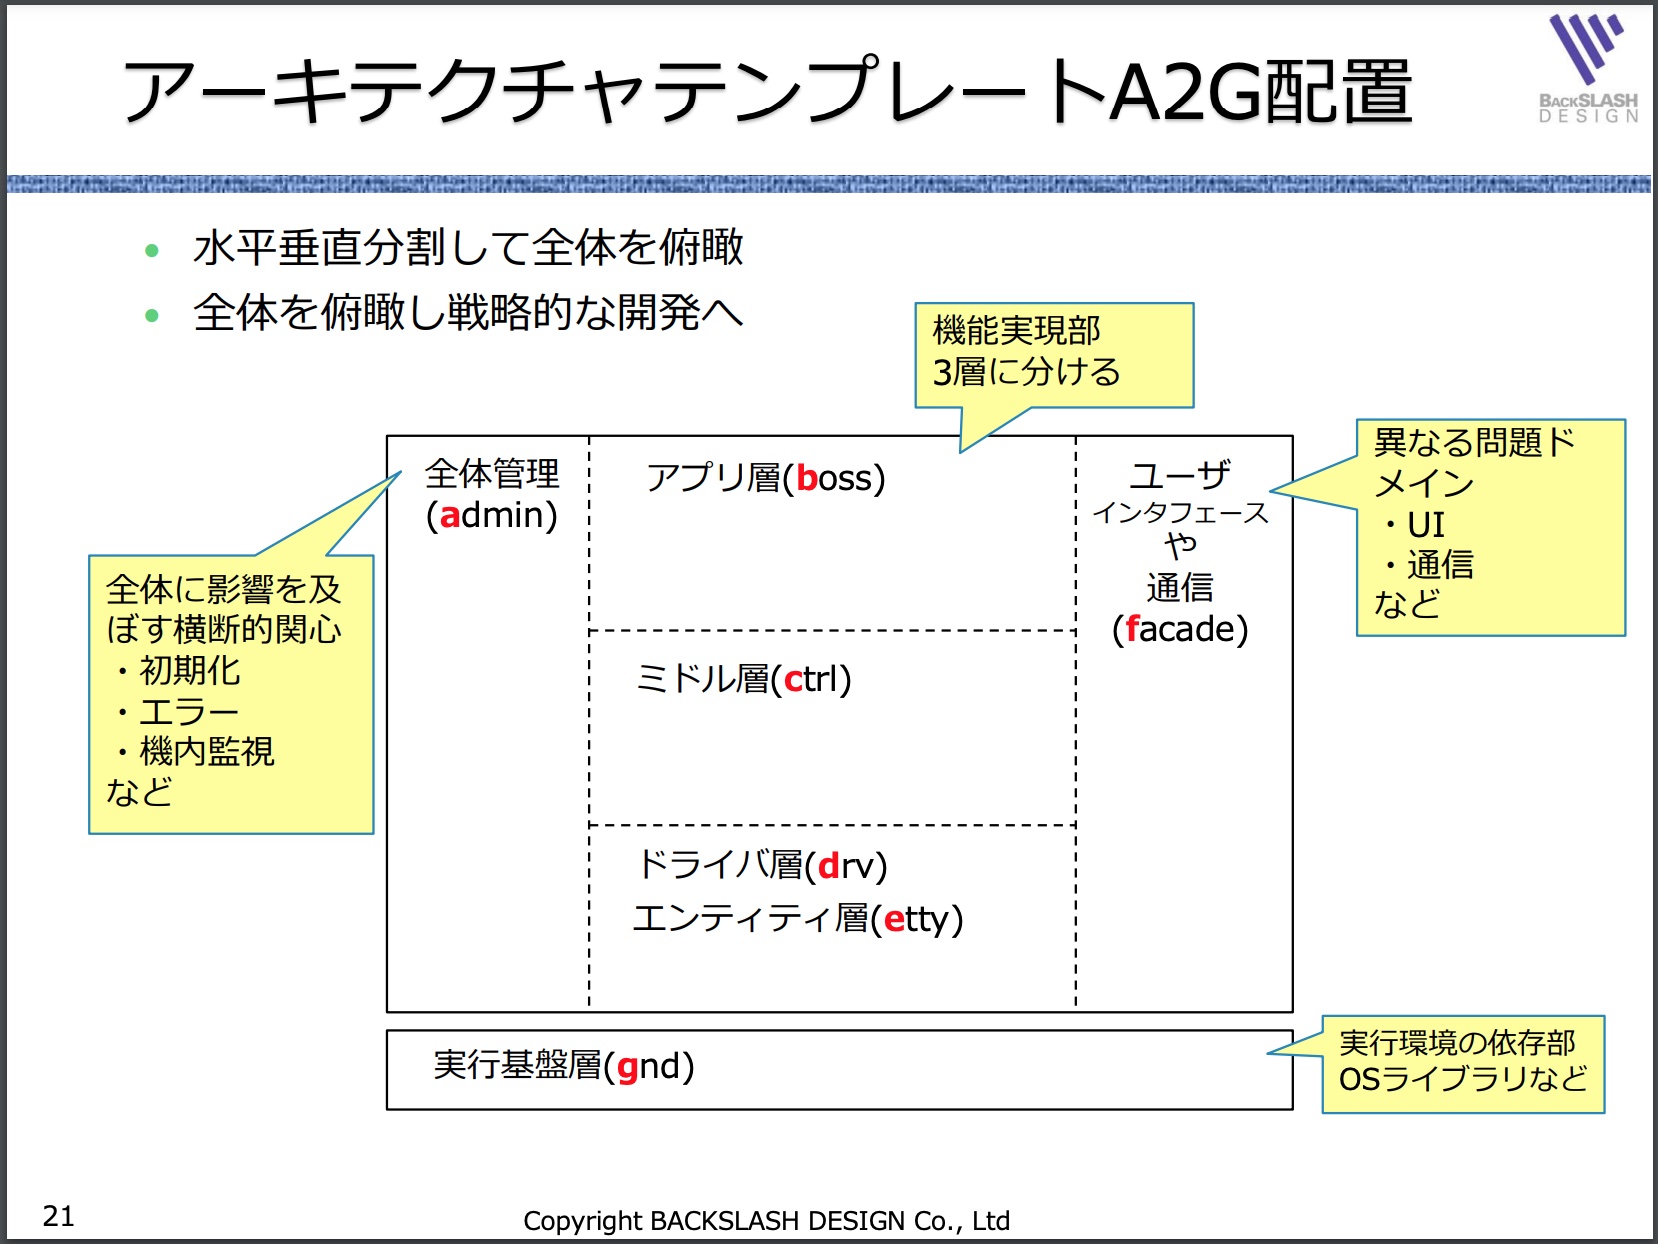 アーキテクチャテンプレートA2G配置
BACKSLASH
DESIGN
• 水平垂直分割して全体を俯瞰
• 全体を俯瞰し戦略的な開発へ
機能実現部
3層に分ける
異なる問題ド
メイン
・UI
・通信
など
全体管理
(admin)
アプリ層(boss)
ユーザ
インタフェース
や
通信
(facade)
全体に影響を及
ぼす横断的関心
・初期化
・エラー
・機内監視
など
ミドル層(ctrl)
ドライバ層(drv)
エンティティ層(etty)
実行基盤層(gnd)
実行環境の依存部
OSライブラリなど
21
Copyright BACKSLASH DESIGN Co., Ltd